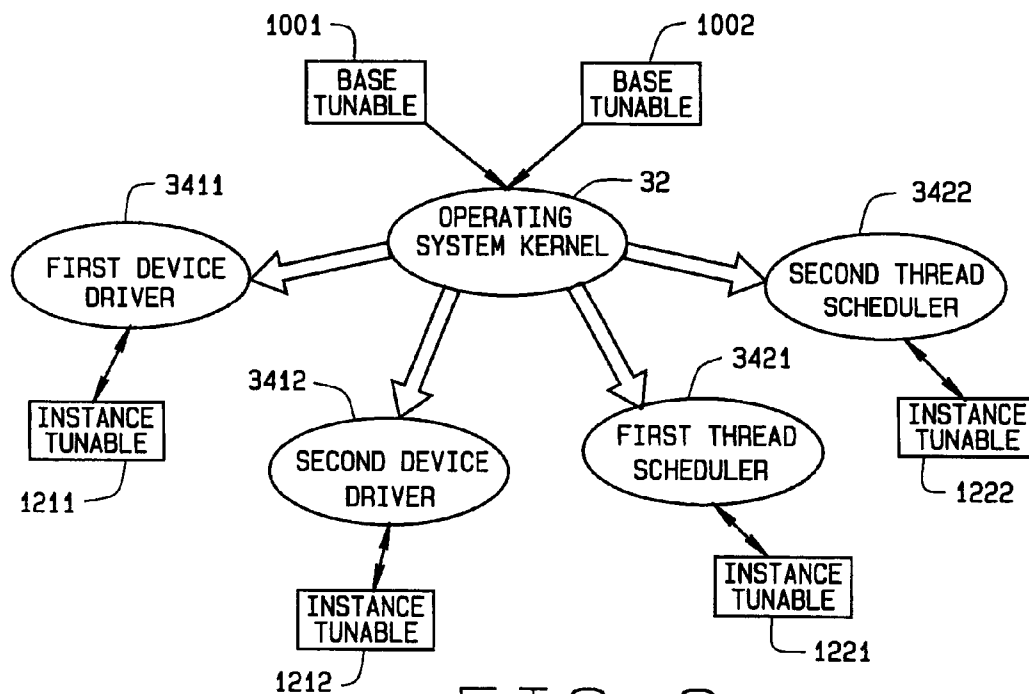 1001
1002
BASE
TUNABLE
BASE
TUNABLE
3411
32
3422
OPERATING
SYSTEM KERNEL
FIRST DEVICE
DRIVER
SECOND THREAD
SCHEDULER
3412
3421
INSTANCE
TUNABLE
INSTANCE
TUNABLE
1211
SECOND DEVICE
DRIVER
FIRST THREAD
SCHEDULER
1222
INSTANCE
TUNABLE
INSTANCE
TUNABLE
1212
1221